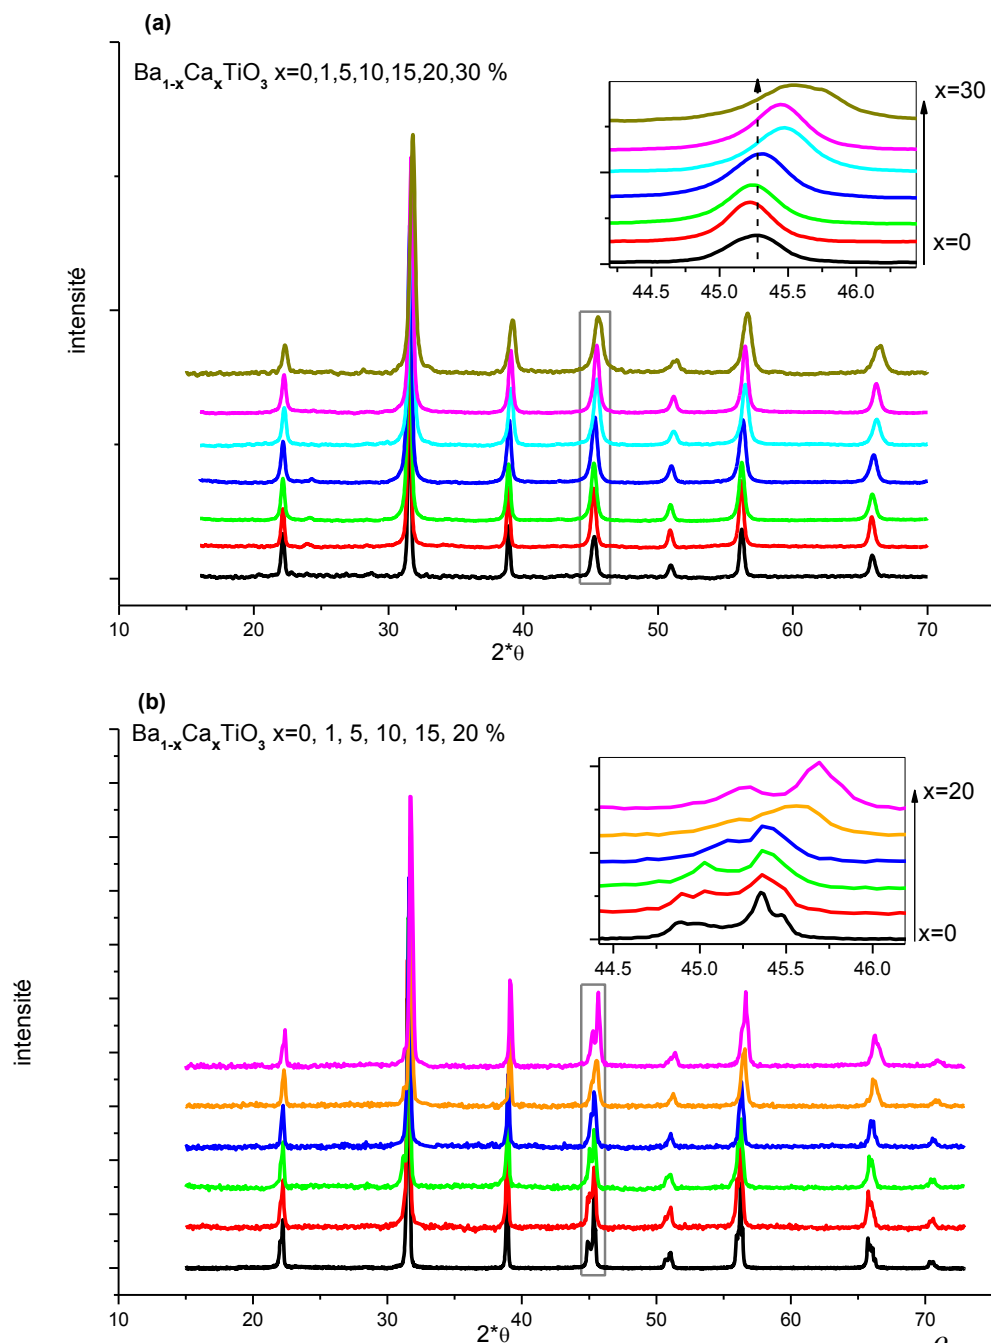 (a)
Ba1-xCaxTiO3 x=0,1,5,10,15,20,30 %
x=30
x=0
44.5 45.0 45.5 46.0
intensité
10 20 30 40 50 60 70
2*θ
(b)
Ba1-xCaxTiO3 x=0, 1, 5, 10, 15, 20 %
x=20
x=0
44.5 45.0 45.5 46.0
intensité
10 20 30 40 50 60 70
2*θ